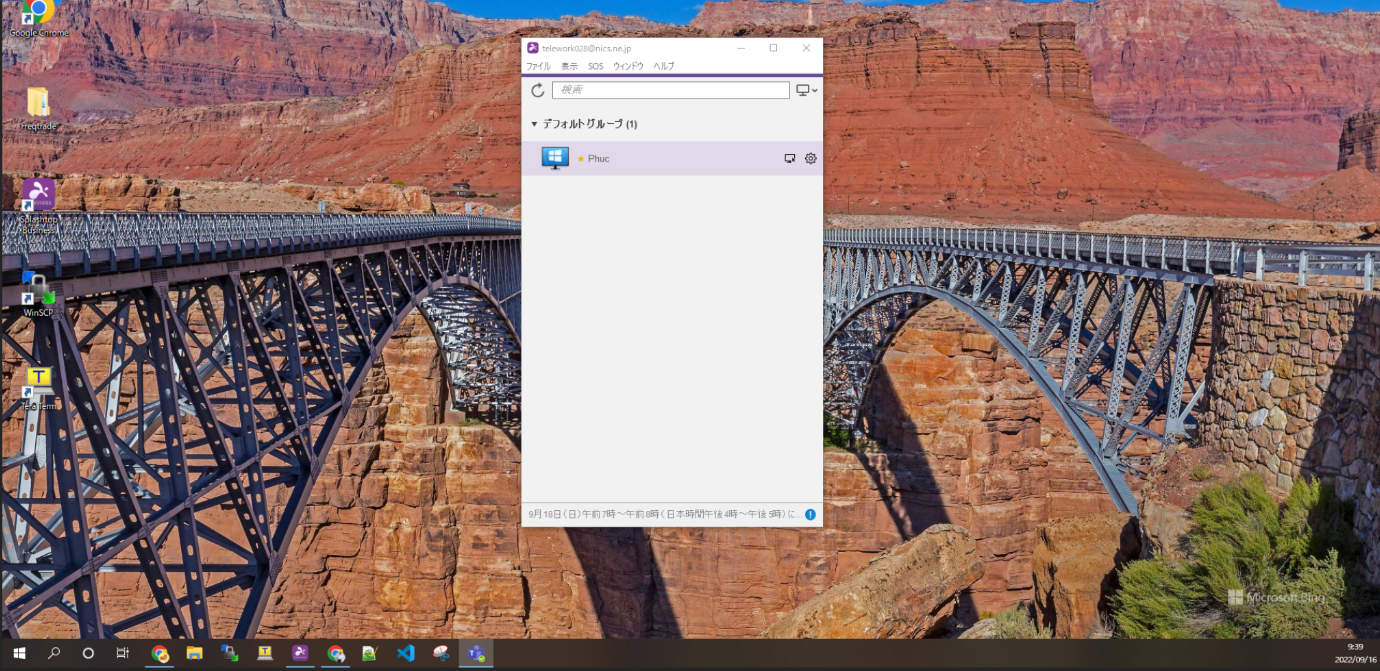 Google Chrome
Freqtrade
Splashtop
Business
WinSCP
Tera Term
telework028@nics.ne.jp
ファイル 表示 SOS ウィンドウ ヘルプ
検索
デフォルトグループ (1)
Phuc
9月18日(日)午前7時~午前8時(日本時間午後4時~午後5時)に...
Microsoft Bing
9:39
2022/09/16